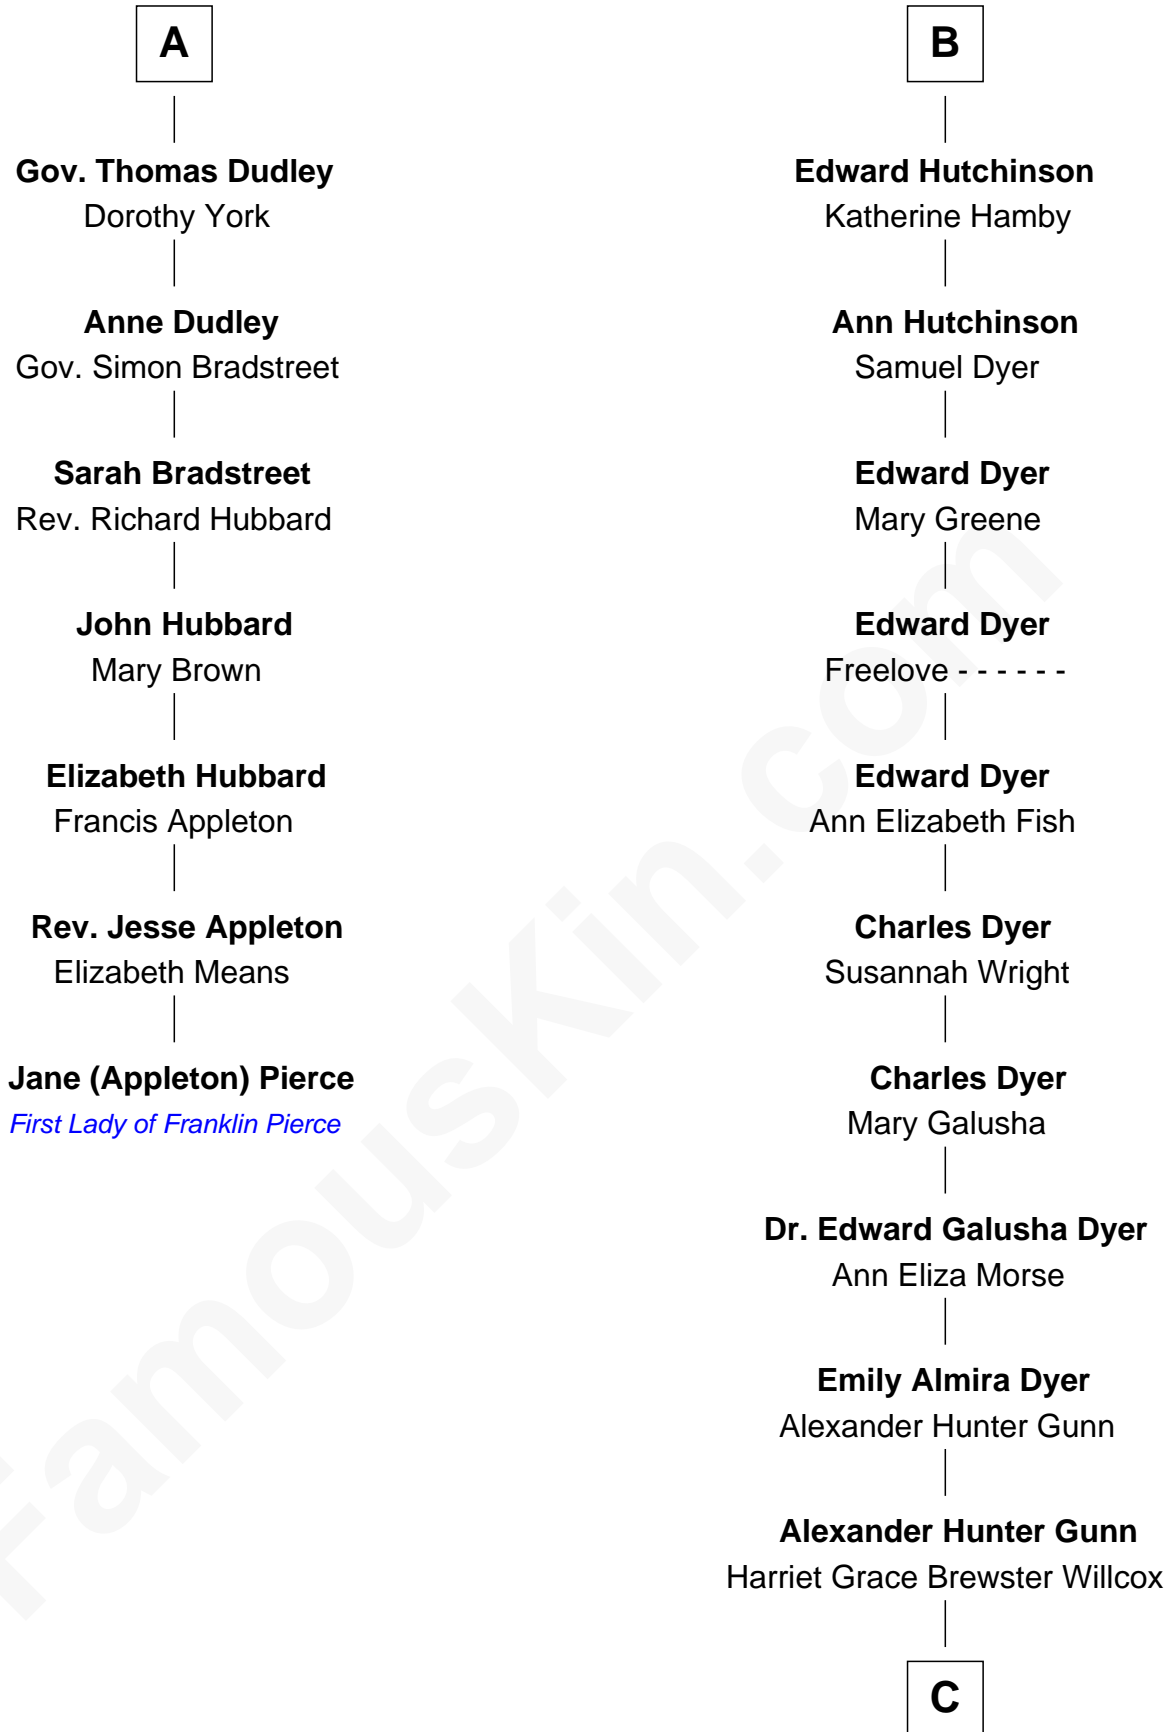 A
Gov. Thomas Dudley
Dorothy York
Anne Dudley
Gov. Simon Bradstreet
Sarah Bradstreet
Rev. Richard Hubbard
John Hubbard
Mary Brown
Elizabeth Hubbard
Francis Appleton
Rev. Jesse Appleton
Elizabeth Means
Jane (Appleton) Pierce
First Lady of Franklin Pierce
B
Edward Hutchinson
Katherine Hamby
Ann Hutchinson
Samuel Dyer
Edward Dyer
Mary Greene
Edward Dyer
Freelove - - - - - -
Edward Dyer
Ann Elizabeth Fish
Charles Dyer
Susannah Wright
Charles Dyer
Mary Galusha
Dr. Edward Galusha Dyer
Ann Eliza Morse
Emily Almira Dyer
Alexander Hunter Gunn
Alexander Hunter Gunn
Harriet Grace Brewster Willcox
C
FamousKin.com